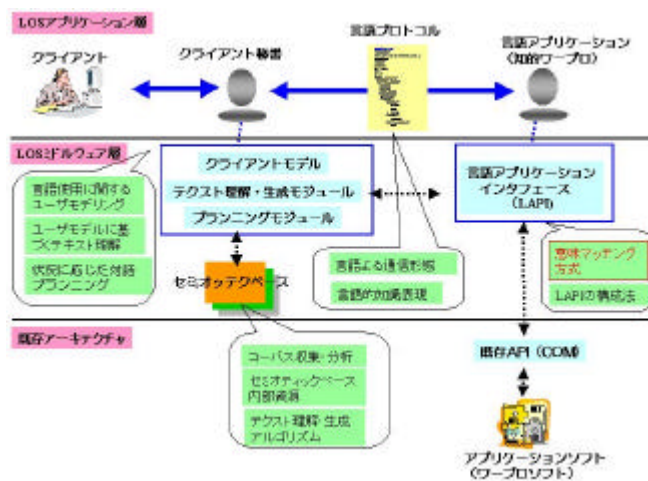 LOSアプリケーション層
クライアント
クライアント秘書
言語プロトコル
言語アプリケーション
(知的ワープロ)
LOSミドルウェア層
クライアントモデル
テクスト理解・生成モジュール
プランニングモジュール
言語アプリケーション
インタフェース
(LAPI)
言語使用に関する
ユーザモデリング
ユーザモデルに基
づくテキスト理解
状況に応じた対話
プランニング
セミオティクベース
言語よる通信形態
言語的知識表現
意味マッチング
方式
LAPIの構成法
既存アーキテクチャ
コーパス収集・分析
セミオティックベース
内部資源
テクスト理解・生成
アルゴリズム
既存API(COM)
アプリケーションソフト
(ワープロソフト)